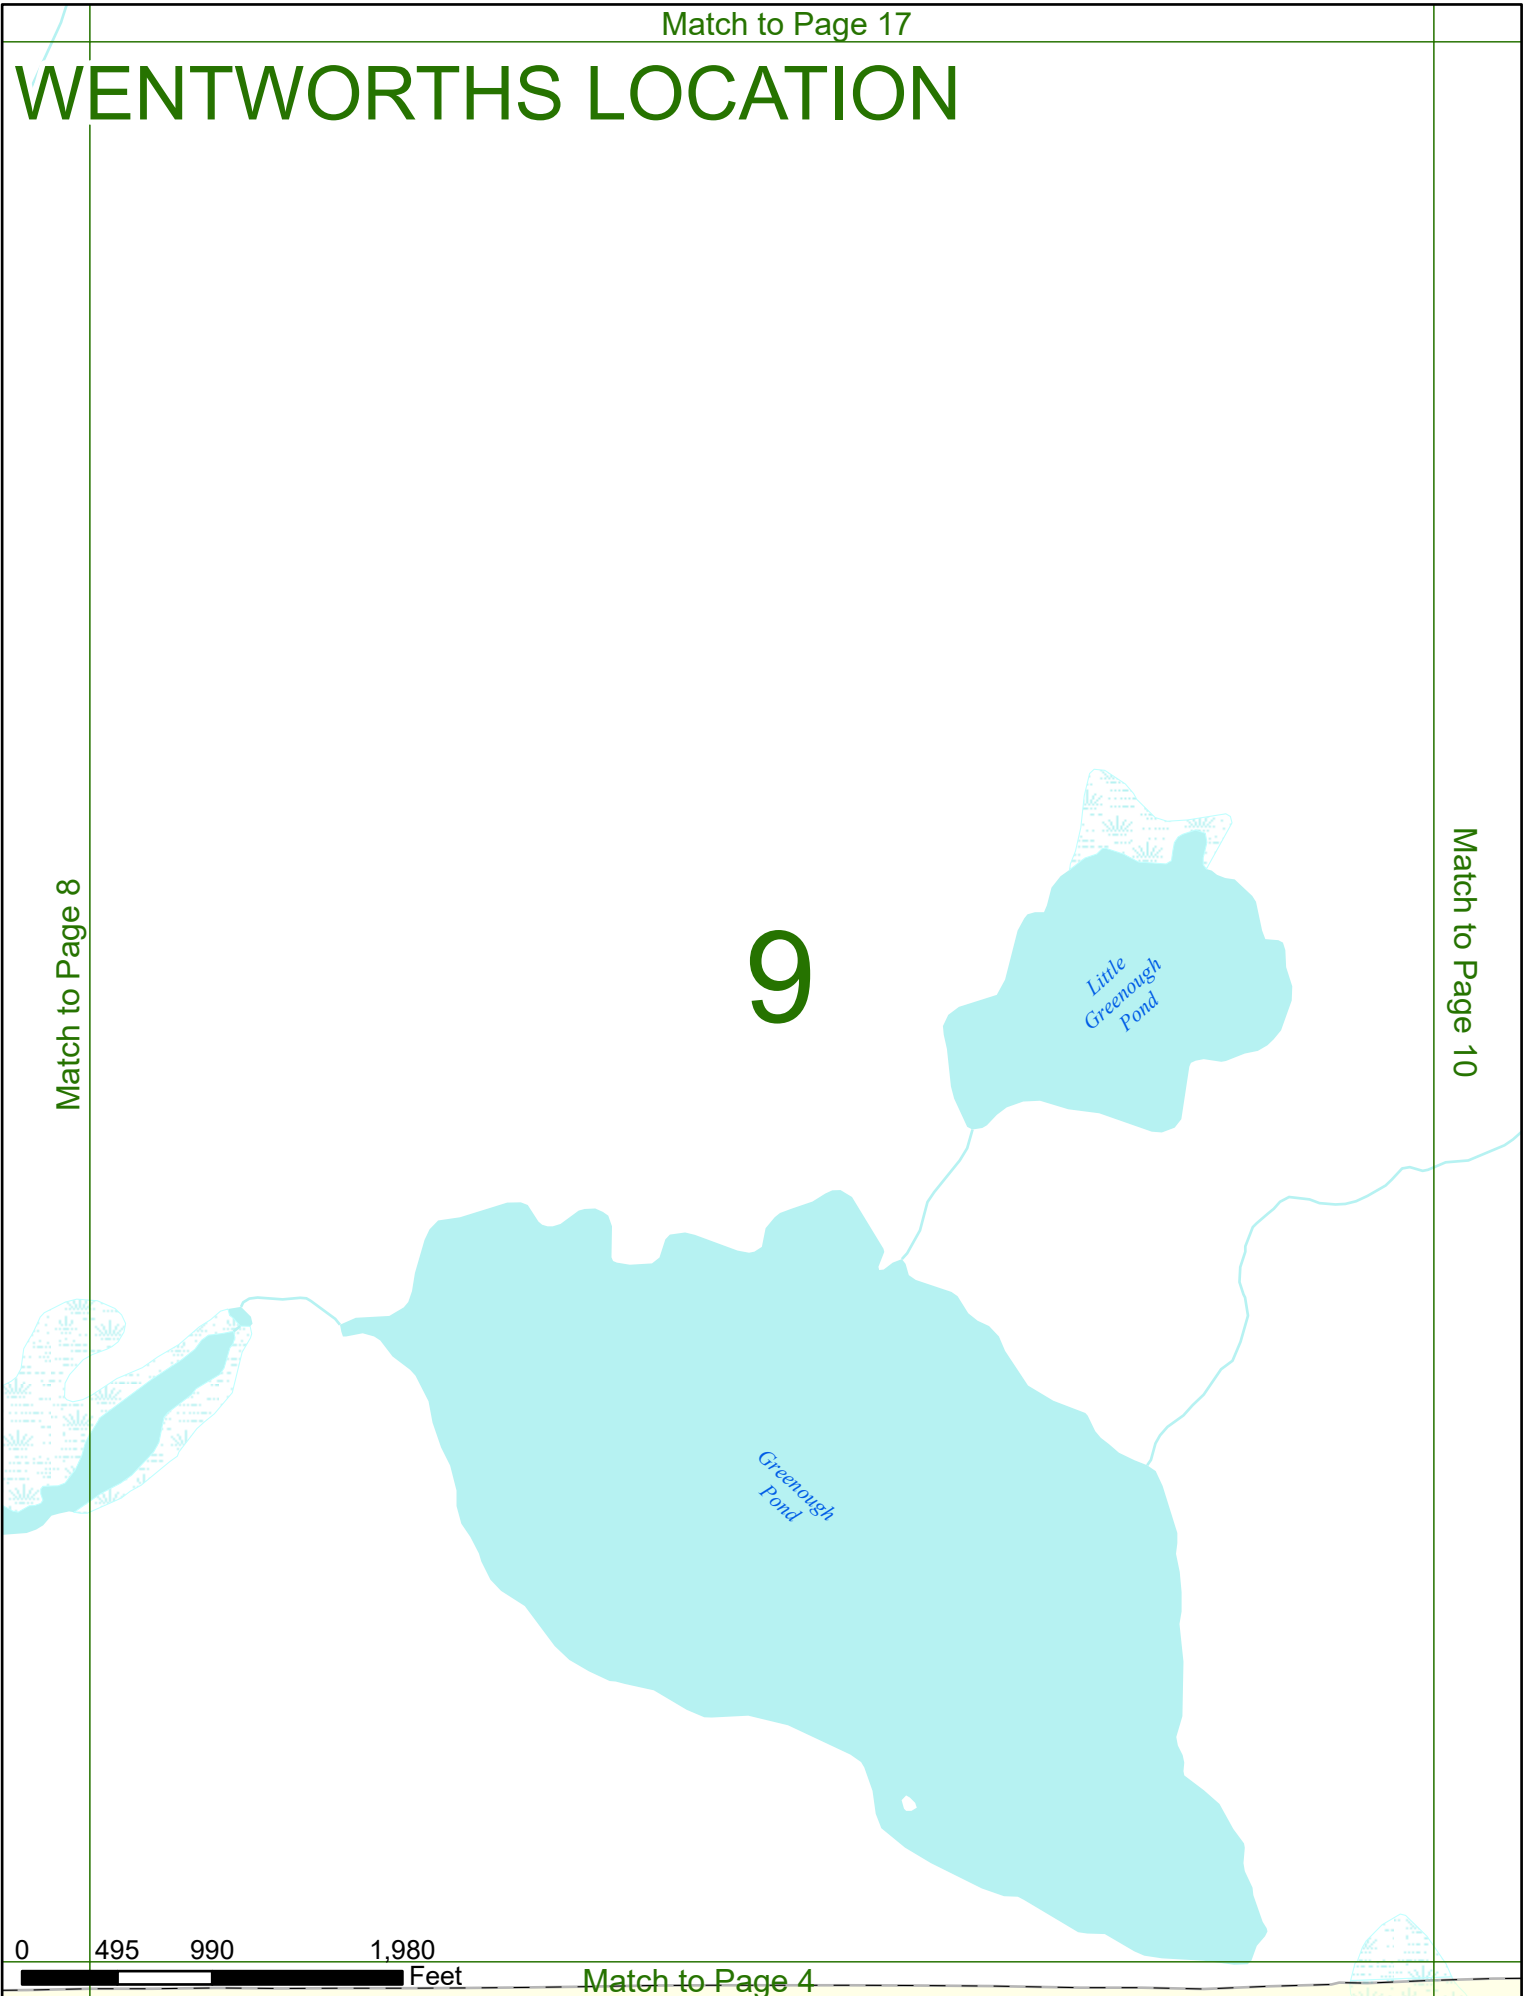 Match to Page 17
WENTWORTHS LOCATION
Match to Page 8
9
Little
Greenough
Pond
Match to Page 10
Greenough
Pond
0 495 990 1,980
Feet
Match to Page 4